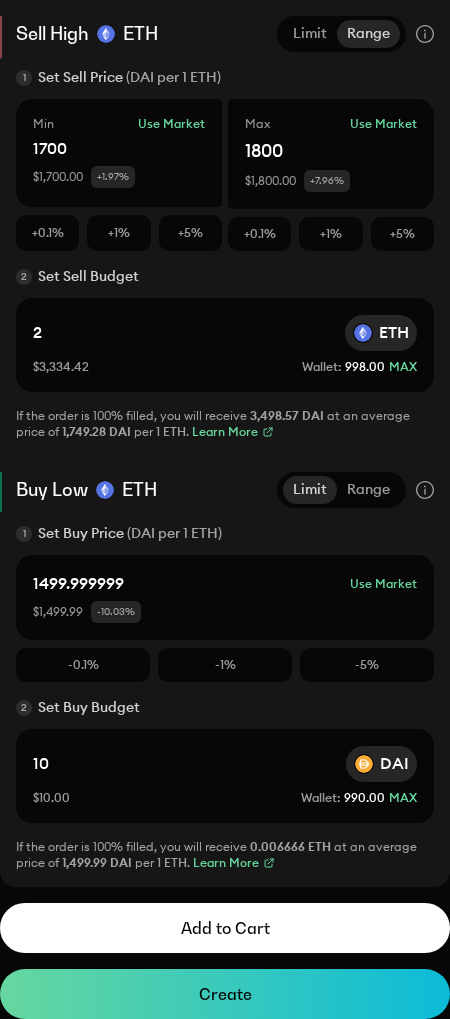 Sell High ETH Limit Range
1 Set Sell Price (DAI per 1 ETH)
Min Use Market
1700
$1,700.00 +1.97%
Max Use Market
1800
$1,800.00 +7.96%
+0.1% +1% +5% +0.1% +1% +5%
2 Set Sell Budget
2 ETH
$3,334.42 Wallet: 998.00 MAX
If the order is 100% filled, you will receive 3,498.57 DAI at an average
price of 1,749.28 DAI per 1 ETH. Learn More
Buy Low ETH Limit Range
1 Set Buy Price (DAI per 1 ETH)
1499.999999 Use Market
$1,499.99 -10.03%
-0.1% -1% -5%
2 Set Buy Budget
10 DAI
$10.00 Wallet: 990.00 MAX
If the order is 100% filled, you will receive 0.006666 ETH at an average
price of 1,499.99 DAI per 1 ETH. Learn More
Add to Cart
Create